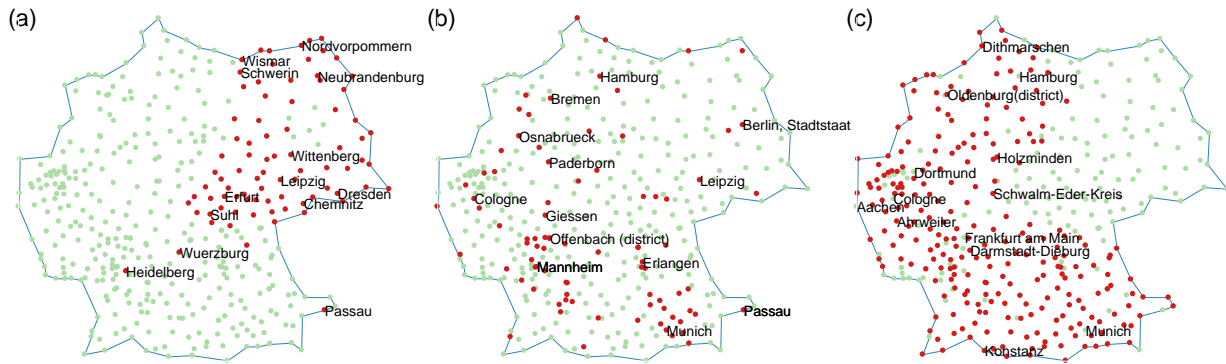 (a)
Nordvorpommern
Wismar
Schwerin
Neubrandenburg
Wittenberg
Leipzig
Erfurt
Dresden
Chemnitz
Suhl
Wuerzburg
Heidelberg
Passau
(b)
Hamburg
Bremen
Berlin, Stadtstaat
Osnabrueck
Paderborn
Leipzig
Cologne
Giessen
Offenbach (district)
Mannheim
Erlangen
Passau
Munich
(c)
Dithmarschen
Hamburg
Oldenburg(district)
Holzminden
Dortmund
Schwalm-Eder-Kreis
Cologne
Aachen
Ahrweiler
Frankfurt am Main
Darmstadt-Dieburg
Munich
Konstanz